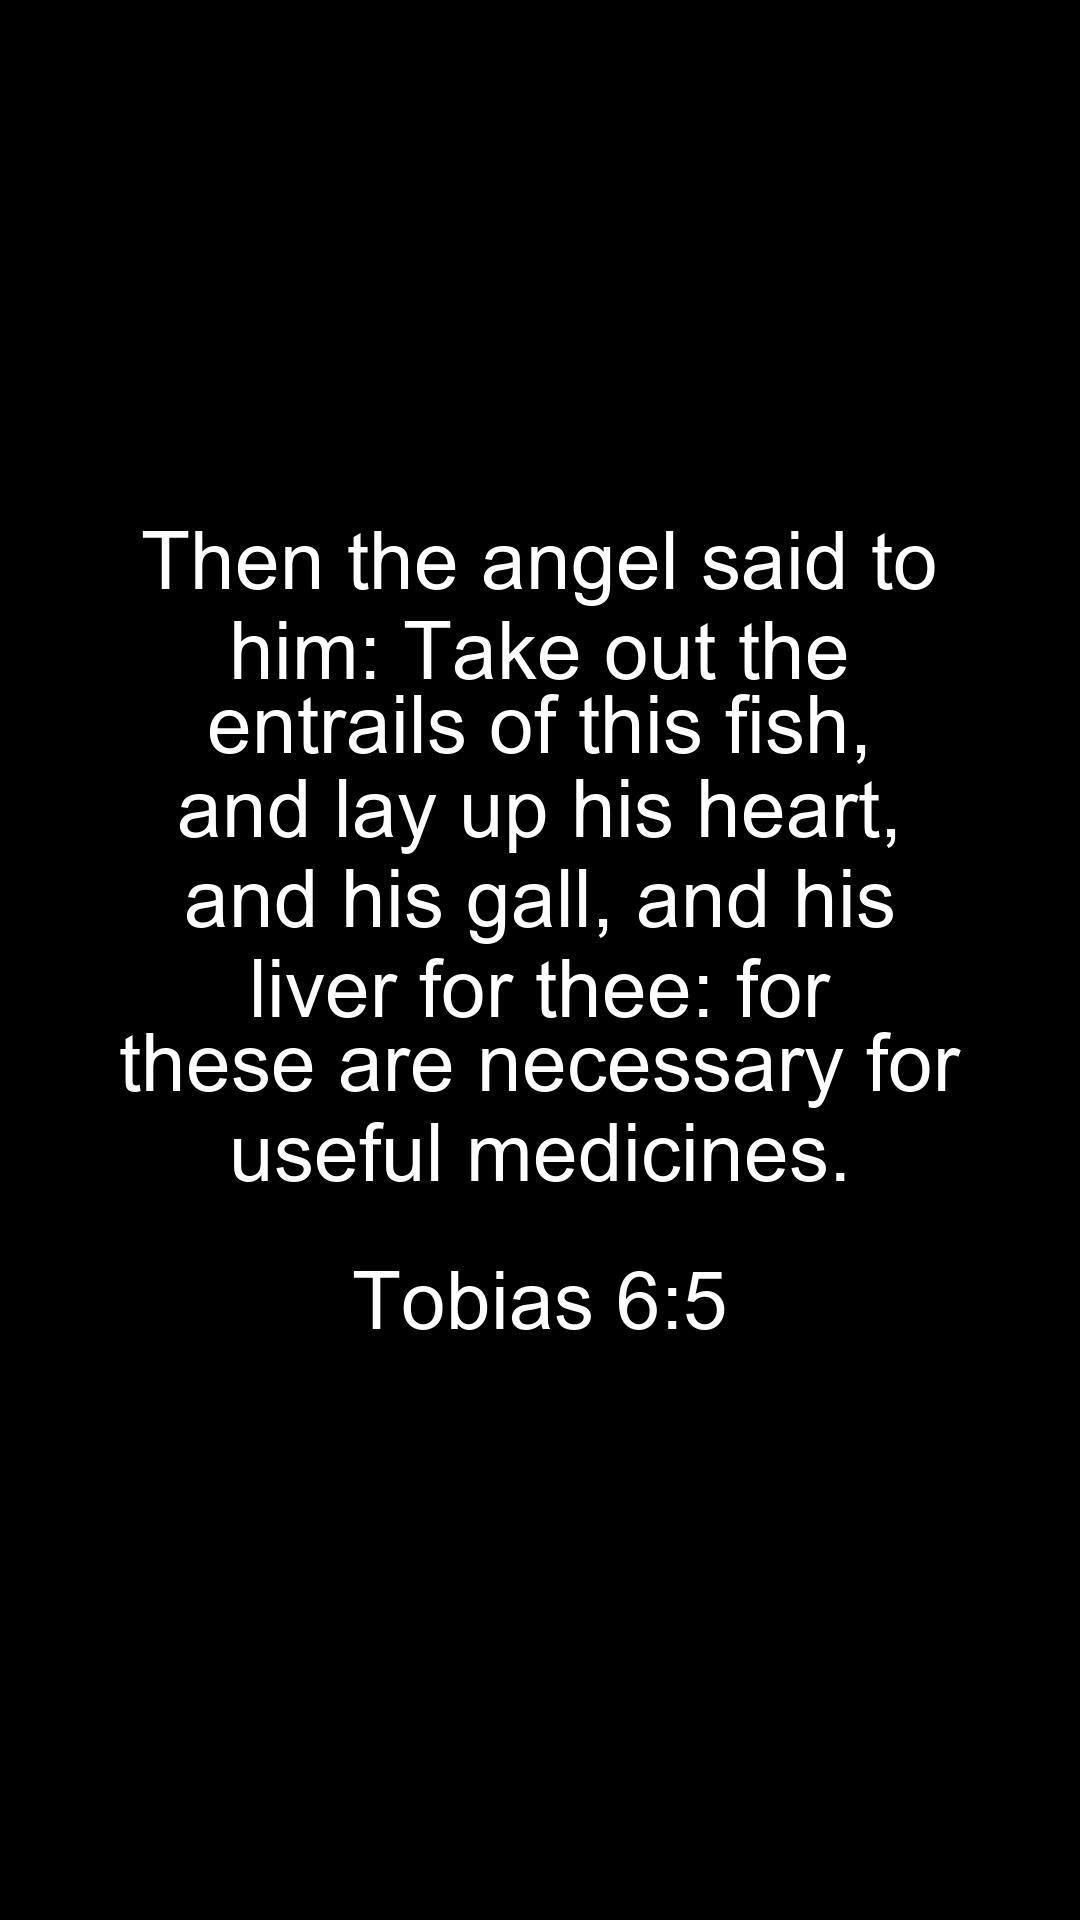 Then the angel said to
him: Take out the
entrails of this fish,
and lay up his heart,
and his gall, and his
liver for thee: for
these are necessary for
useful medicines.
Tobias 6:5